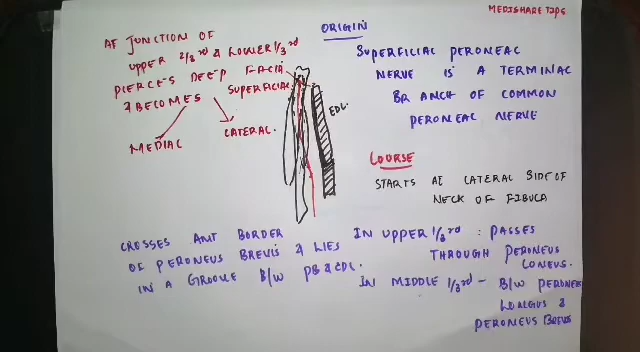 MEDISHARE TIPS
ORIGIN
SUPERFICIAL PERONEAL
NERVE IS A TERMINAL
BRANCH OF COMMON
PERONEAL NERVE
COURSE
STARTS AT LATERAL SIDE OF
NECK OF FIBULA
IN UPPER 1/3rd : PASSES
THROUGH PERONEUS
LONGUS.
IN MIDDLE 1/3rd - B/W PERONEUS
LONGUS &
PERONEUS BREVIS
CROSSES ANT BORDER
OF PERONEUS BREVIS & LIES
IN A GROOVE B/W PB & EDL.
AT JUNCTION OF
UPPER 2/3rd & LOWER 1/3rd
PIERCES DEEP FACIA
& BECOMES SUPERFICIAL
MEDIAL
LATERAL
EDL